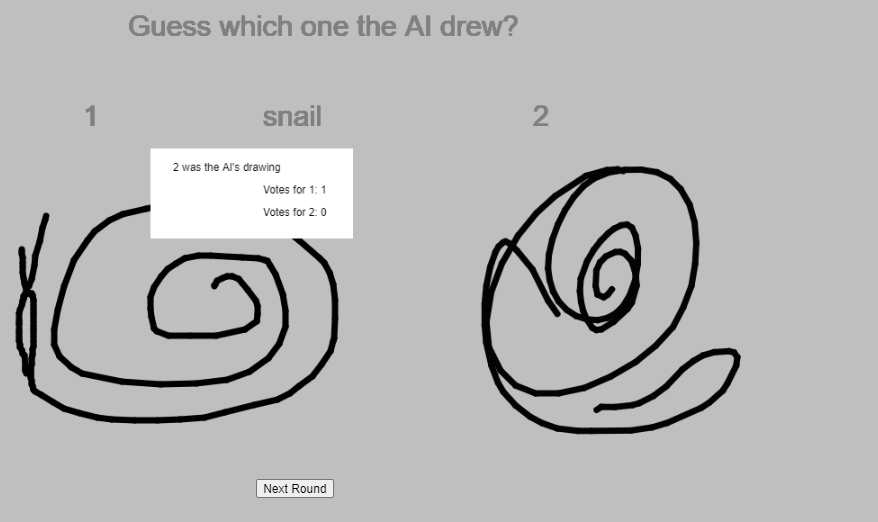 Guess which one the AI drew?
1 snail 2
2 was the AI's drawing
Votes for 1: 1
Votes for 2: 0
Next Round